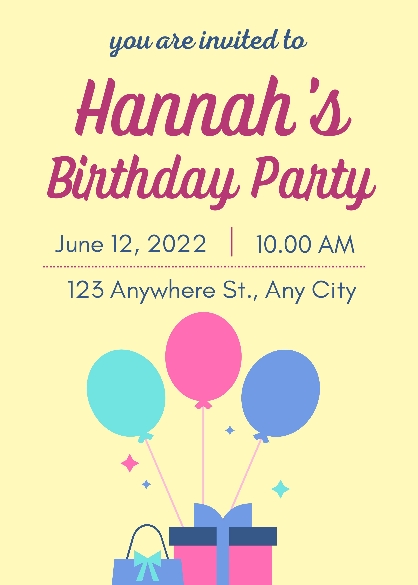 you are invited to
Hannah's
Birthday Party
June 12, 2022 | 10.00 AM
123 Anywhere St., Any City